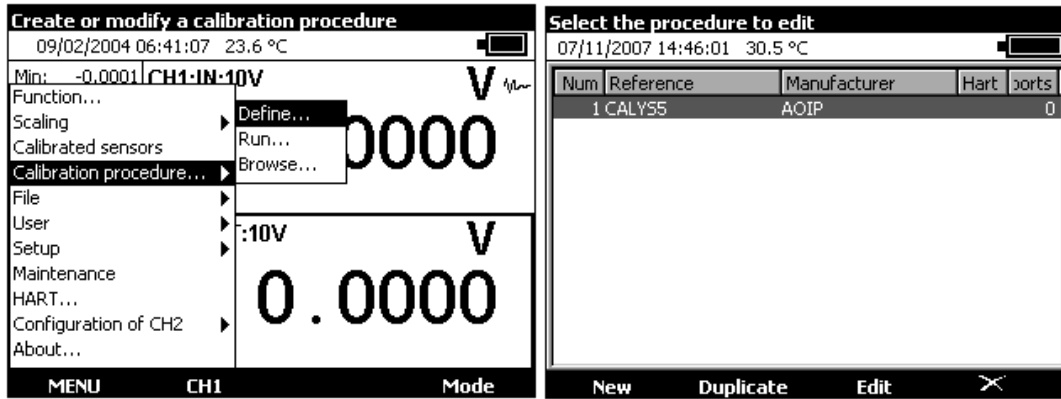 Create or modify a calibration procedure
09/02/2004 06:41:07 23.6 °C
Min: -0.0001 CH1:IN:10V
V
Function...
Scaling
Calibrated sensors
Calibration procedure...
File
User
Setup
Maintenance
HART...
Configuration of CH2
About...
Define...
Run...
Browse...
0000
:10V
V
0.0000
MENU CH1 Mode
Select the procedure to edit
07/11/2007 14:46:01 30.5 °C
Num Reference Manufacturer Hart ports
1 CALYS5 AOIP 0
New Duplicate Edit